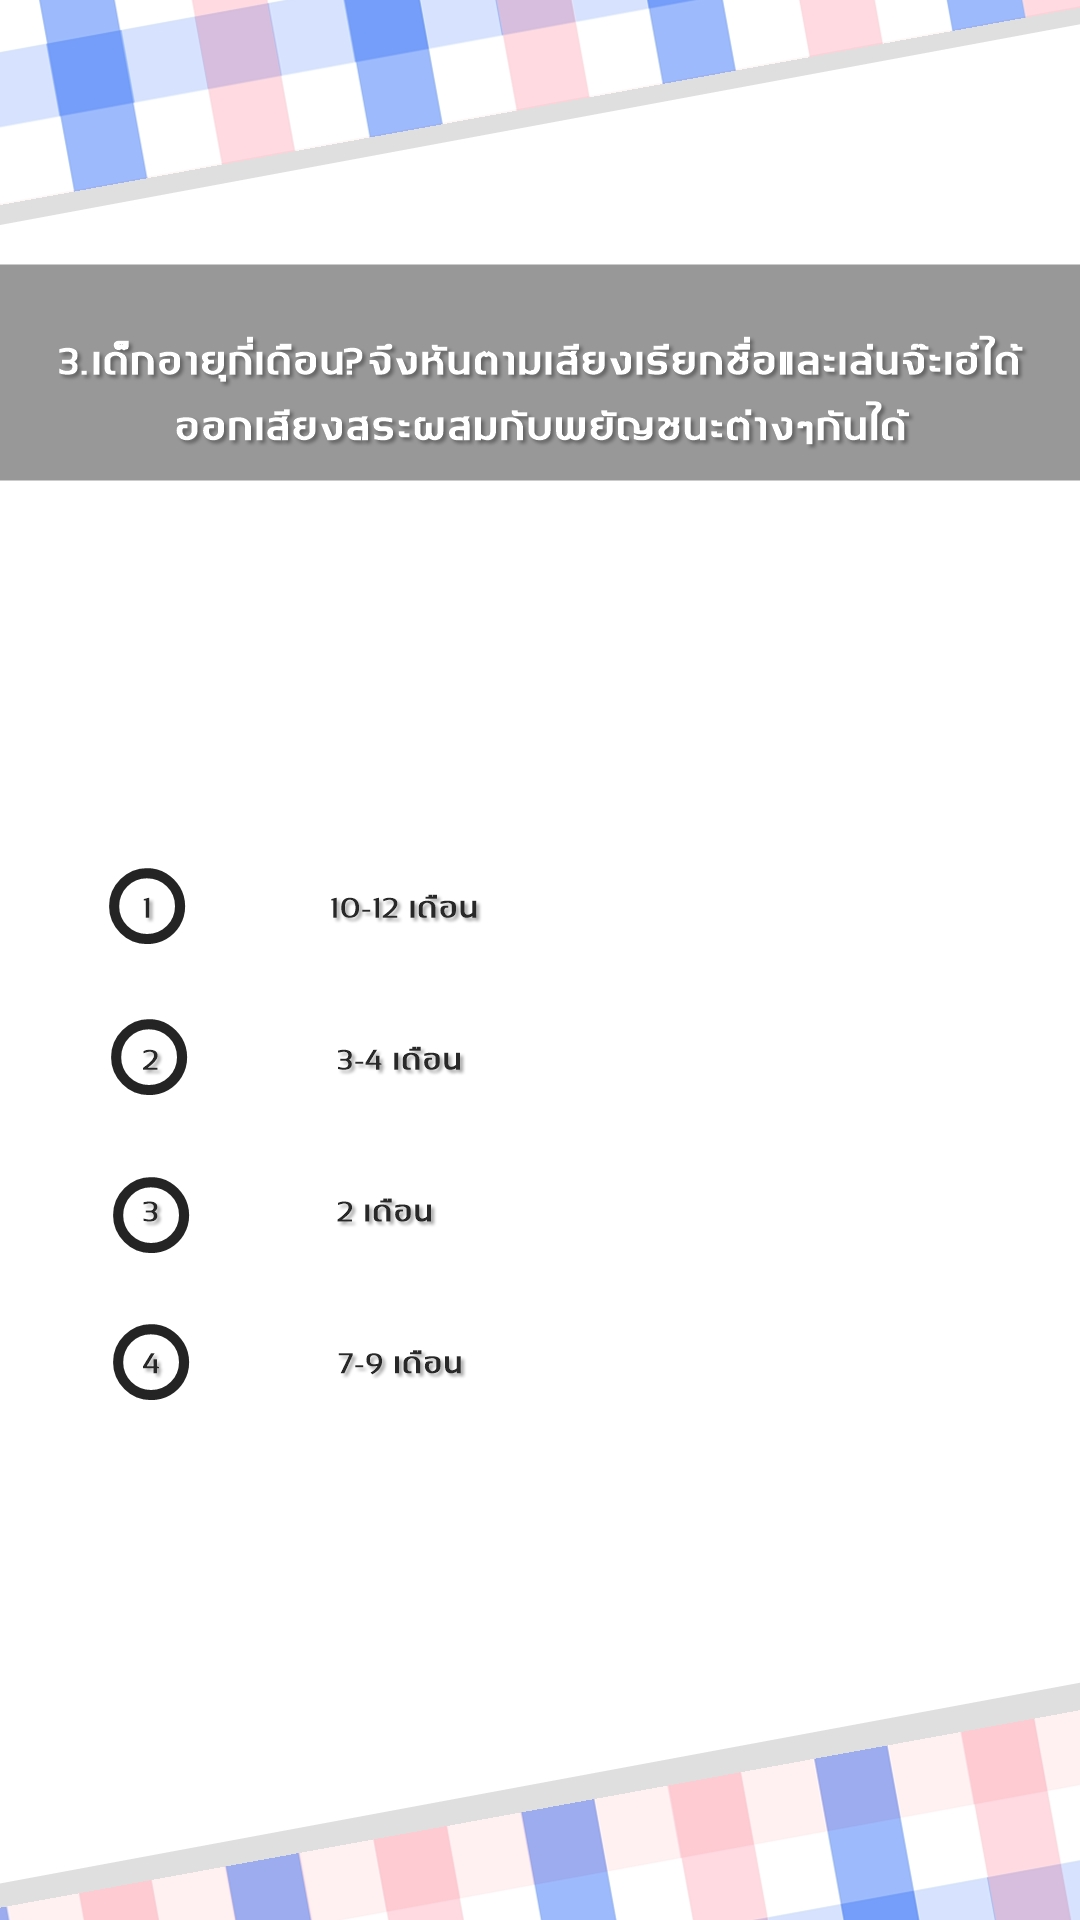 3.เด็กอายุกี่เดือน?จึงหันตามเสียงเรียกชื่อและเล่นจ๊ะเอ๋ได้
ออกเสียงสระผสมกับพยัญชนะต่างๆกันได้
1 10-12 เดือน
2 3-4 เดือน
3 2 เดือน
4 7-9 เดือน